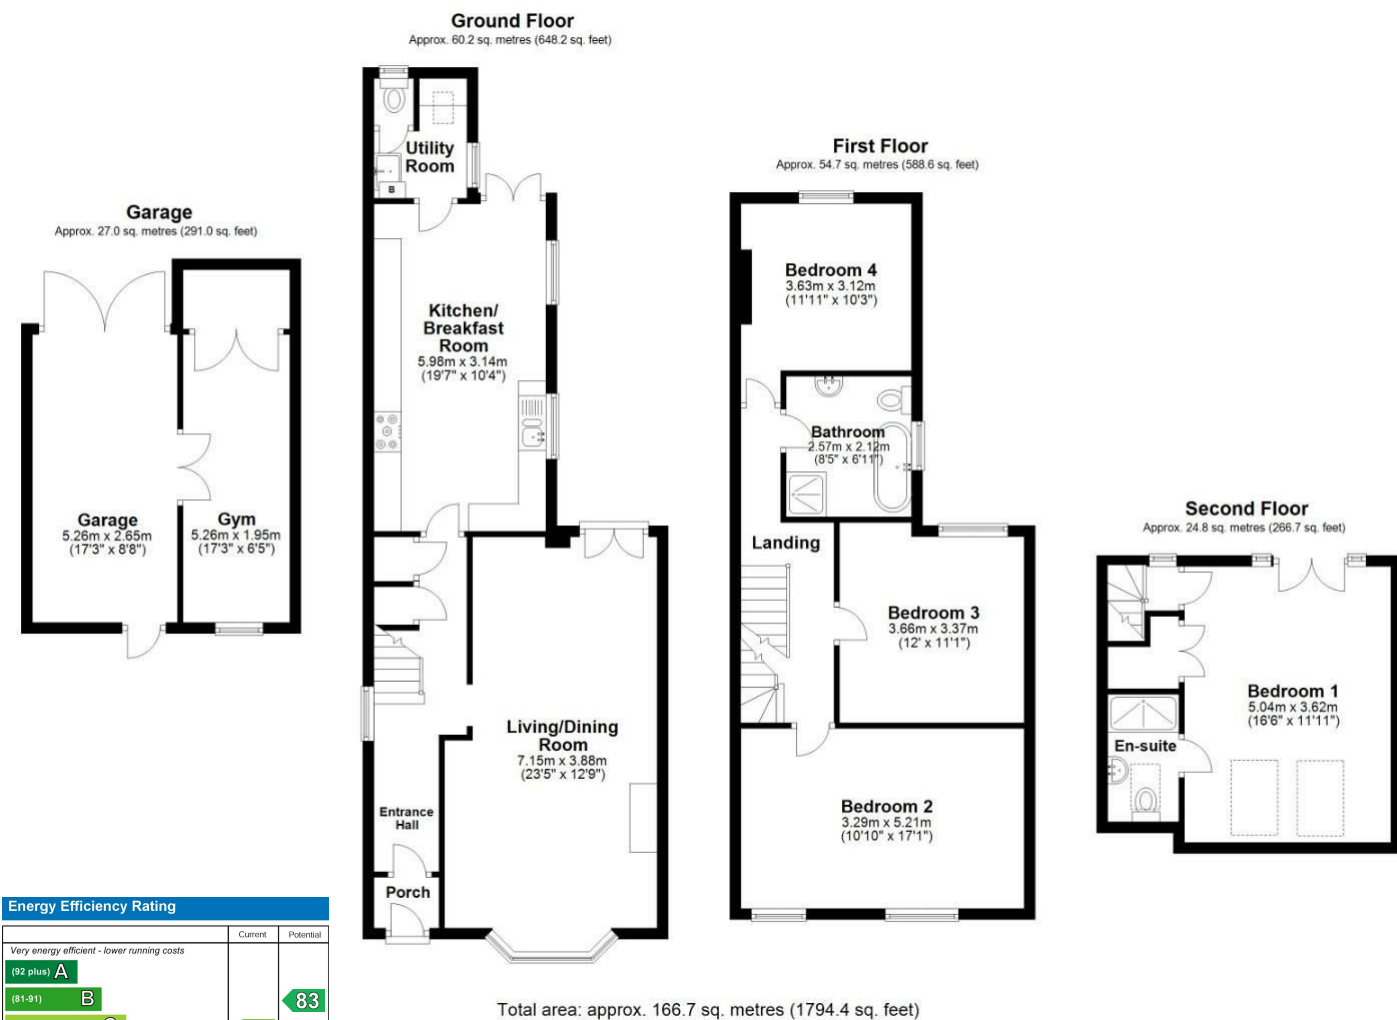 Ground Floor
Approx. 60.2 sq. metres (648.2 sq. feet)
Utility
Room
B
Kitchen/
Breakfast
Room
5.98m x 3.14m
(19'7" x 10'4")
Living/Dining
Room
7.15m x 3.88m
(23'5" x 12'9")
Entrance
Hall
Porch
Garage
Approx. 27.0 sq. metres (291.0 sq. feet)
Garage
5.26m x 2.65m
(17'3" x 8'8")
Gym
5.26m x 1.95m
(17'3" x 6'5")
First Floor
Approx. 54.7 sq. metres (588.6 sq. feet)
Bedroom 4
3.63m x 3.12m
(11'11" x 10'3")
Bathroom
2.57m x 2.12m
(8'5" x 6'11")
Landing
Bedroom 3
3.66m x 3.37m
(12' x 11'1")
Bedroom 2
3.29m x 5.21m
(10'10" x 17'1")
Second Floor
Approx. 24.8 sq. metres (266.7 sq. feet)
Bedroom 1
5.04m x 3.62m
(16'6" x 11'11")
En-suite
Energy Efficiency Rating
Current Potential
Very energy efficient - lower running costs
(92 plus) A
(81-91) B
83
Total area: approx. 166.7 sq. metres (1794.4 sq. feet)